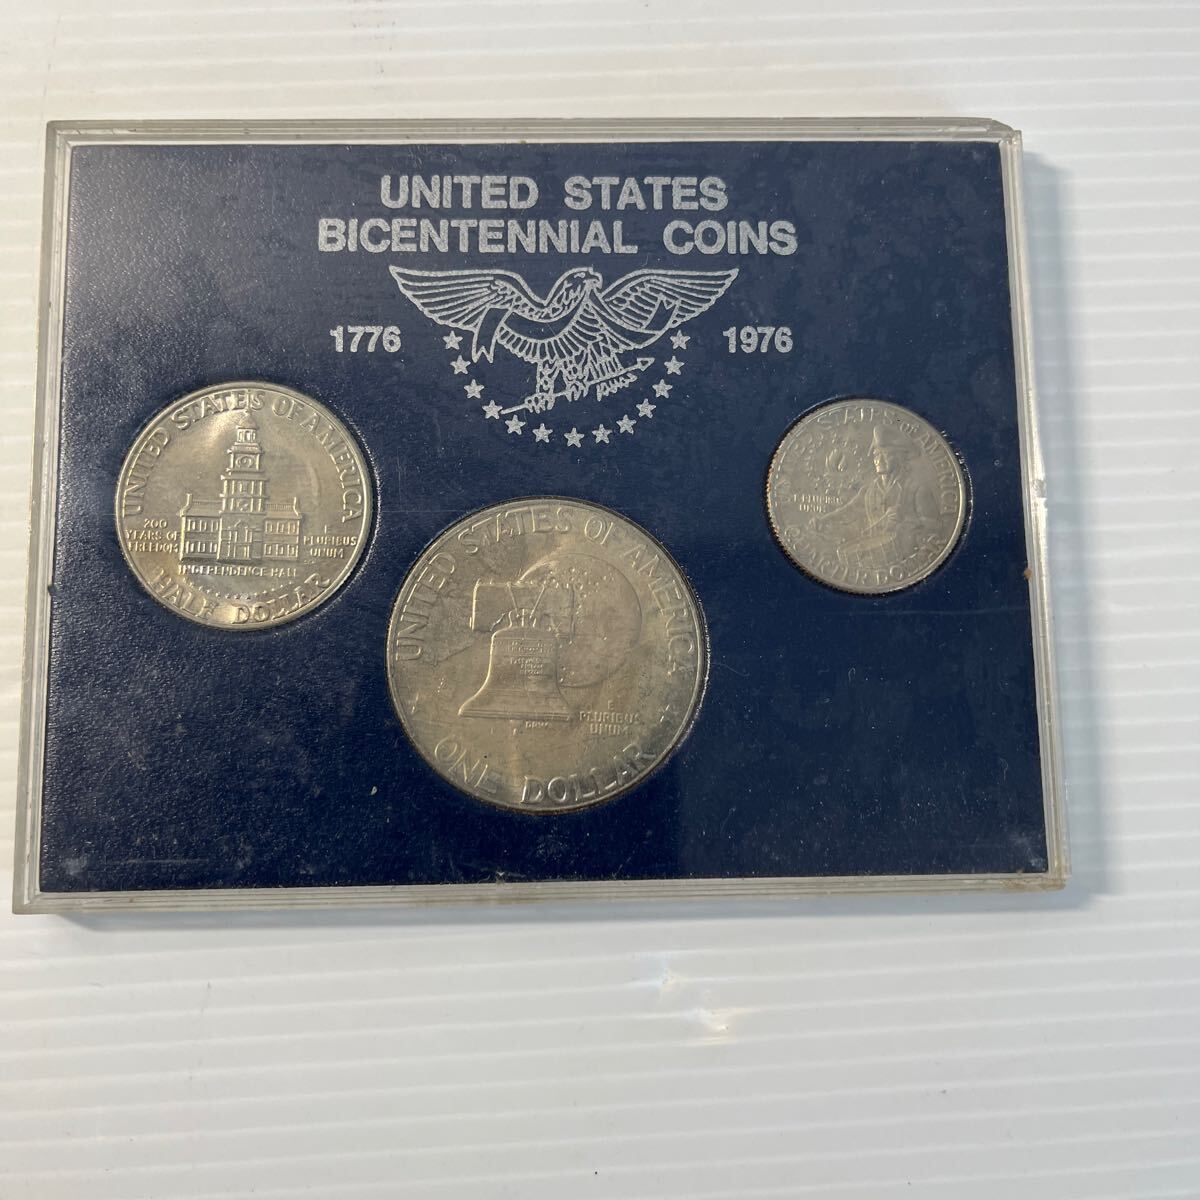 UNITED STATES
BICENTENNIAL COINS
1776
1976
UNITED STATES OF AMERICA
200
YEARS OF
FREEDOM
E
PLURIBUS
UNUM
INDEPENDENCE HALL
HALF DOLLAR
UNITED STATES OF AMERICA
E
PLURIBUS
UNUM
ONE DOLLAR
STATES OF AMERICA
E PLURIBUS
UNUM
QUARTER DOLLAR